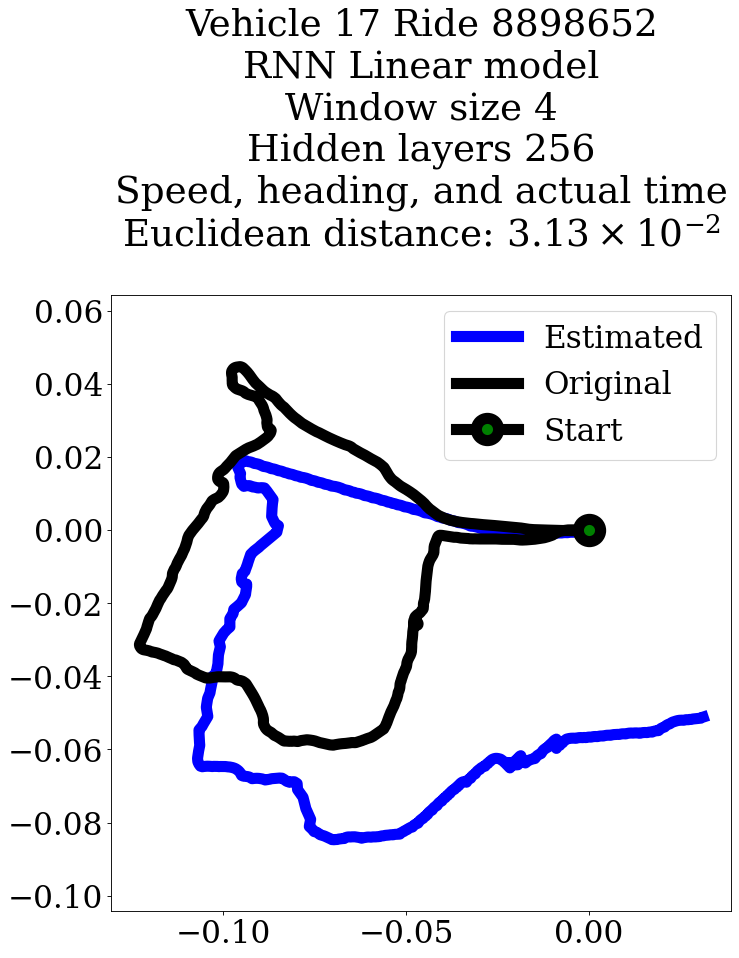 Vehicle 17 Ride 8898652
RNN Linear model
Window size 4
Hidden layers 256
Speed, heading, and actual time
Euclidean distance: 3.13 × 10⁻²
Estimated
Original
Start
0.06
0.04
0.02
0.00
−0.02
−0.04
−0.06
−0.08
−0.10
−0.10
−0.05
0.00